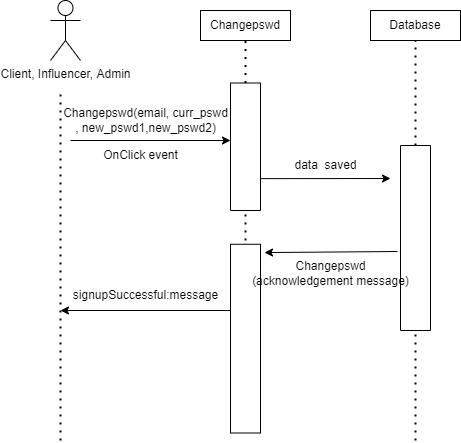 Changepswd
Database
Client, Influencer, Admin
Changepswd(email, curr_pswd
, new_pswd1,new_pswd2)
OnClick event
data saved
Changepswd
(acknowledgement message)
signupSuccessful:message